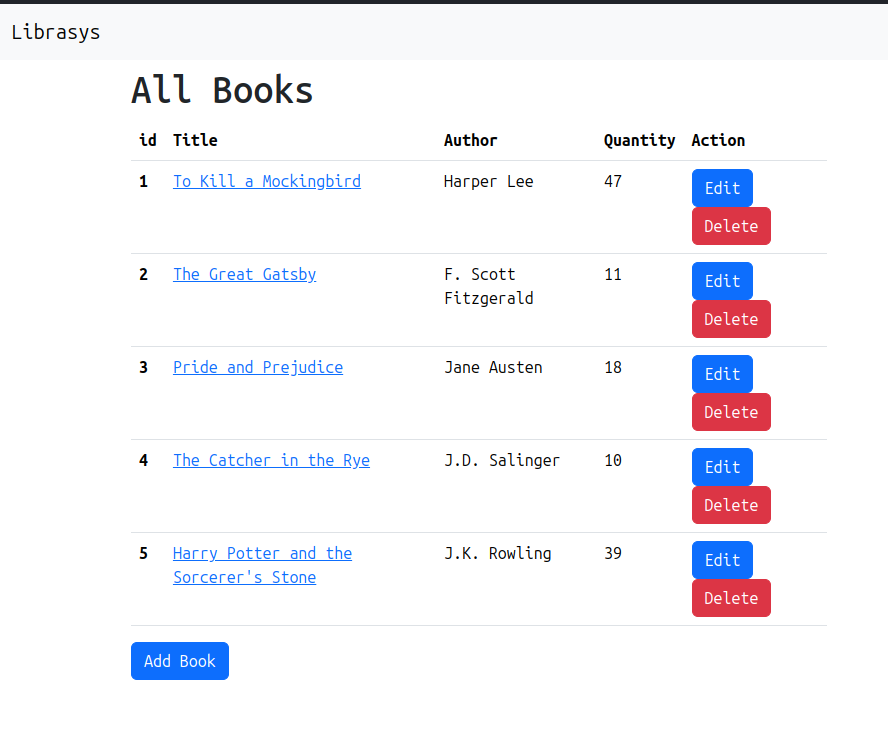 Librasys
All Books
id Title Author Quantity Action
1 To Kill a Mockingbird Harper Lee 47 Edit
Delete
2 The Great Gatsby F. Scott 11 Edit
Fitzgerald Delete
3 Pride and Prejudice Jane Austen 18 Edit
Delete
4 The Catcher in the Rye J.D. Salinger 10 Edit
Delete
5 Harry Potter and the J.K. Rowling 39 Edit
Sorcerer's Stone Delete
Add Book